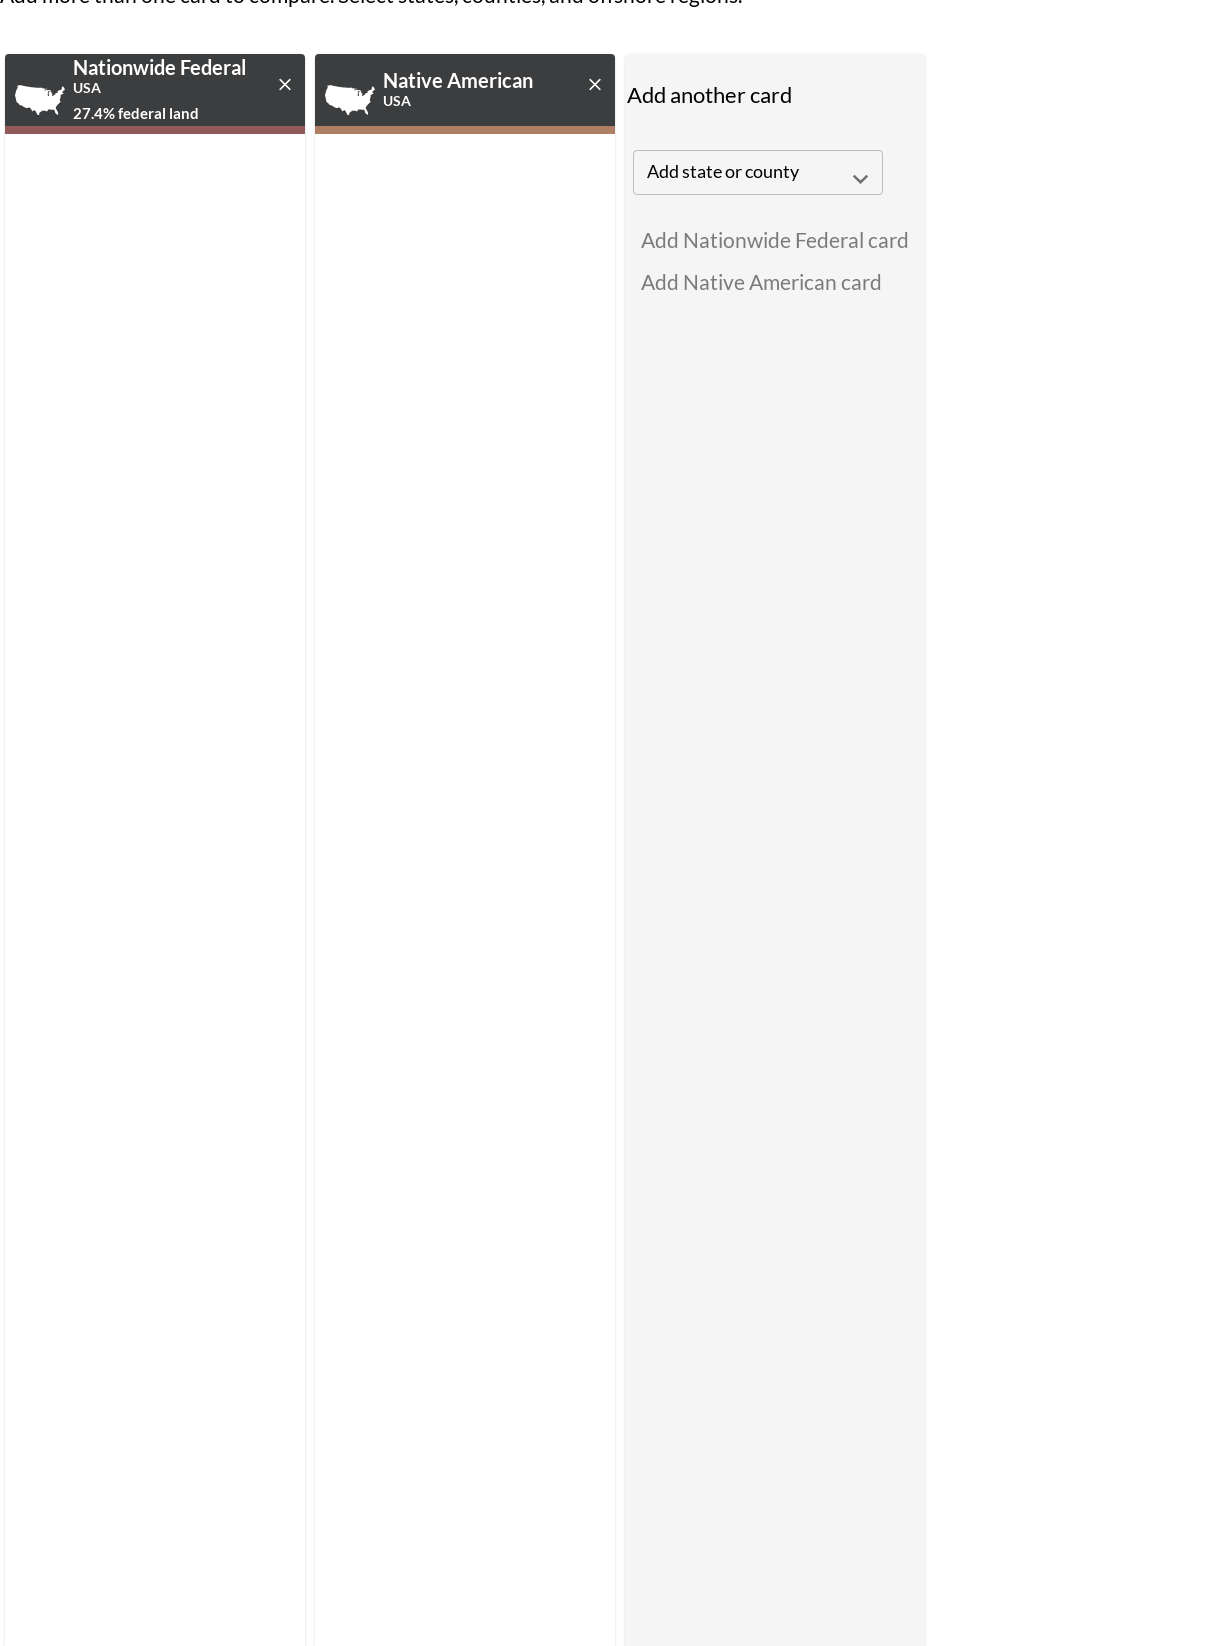 Add more than one card to compare. Select states, counties, and offshore regions.
Nationwide Federal
USA
27.4% federal land
Native American
USA
Add another card
Add state or county
Add Nationwide Federal card
Add Native American card